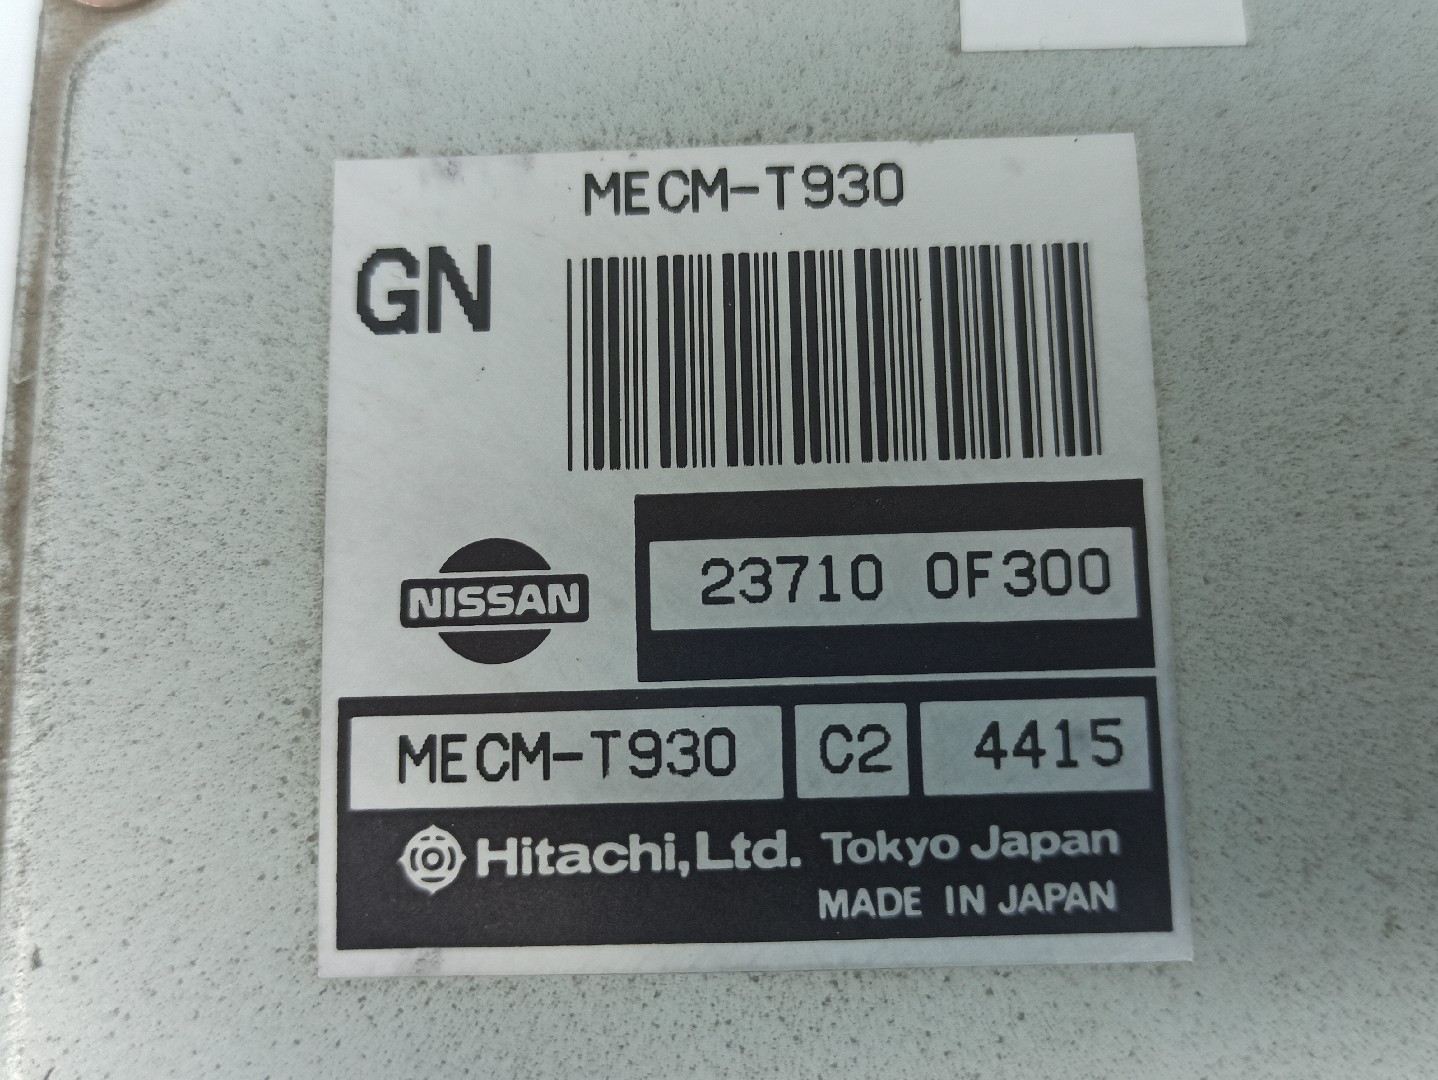 MECM-T930
GN
23710 0F300
NISSAN
MECM-T930 C2 4415
Hitachi, Ltd. Tokyo Japan
MADE IN JAPAN